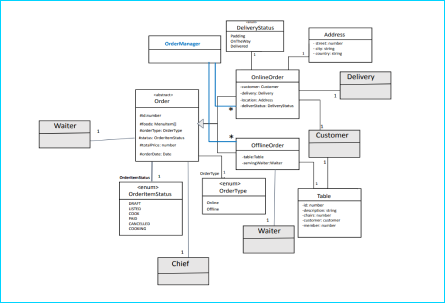 <enum>
DeliveryStatus
Padding
OnTheWay
Delivered
Address
- street: number
- city: string
- country: string
OrderManager
OnlineOrder
-customer: Customer
-delivery: Delivery
-location: Address
-deliverStatus: DeliveryStatus
Delivery
<abstract>
Order
#id:number
#foods: MenuItem[]
#orderType: OrderType
#status: OrderItemStatus
#totalPrice: number
#orderDate: Date
Waiter
1
1
1
1
1
*
*
Customer
OfflineOrder
-table:Table
-servingWaiter:Waiter
OrderItemStatus
1
<enum>
OrderItemStatus
DRAFT
LISTED
COOK
PAID
CANCELLED
COOKING
OrderType
1
<enum>
OrderType
Online
Offline
1
1
Table
-id: number
-description: string
-chairs: number
-customer: customer
-member: number
1
Waiter
1
Chief